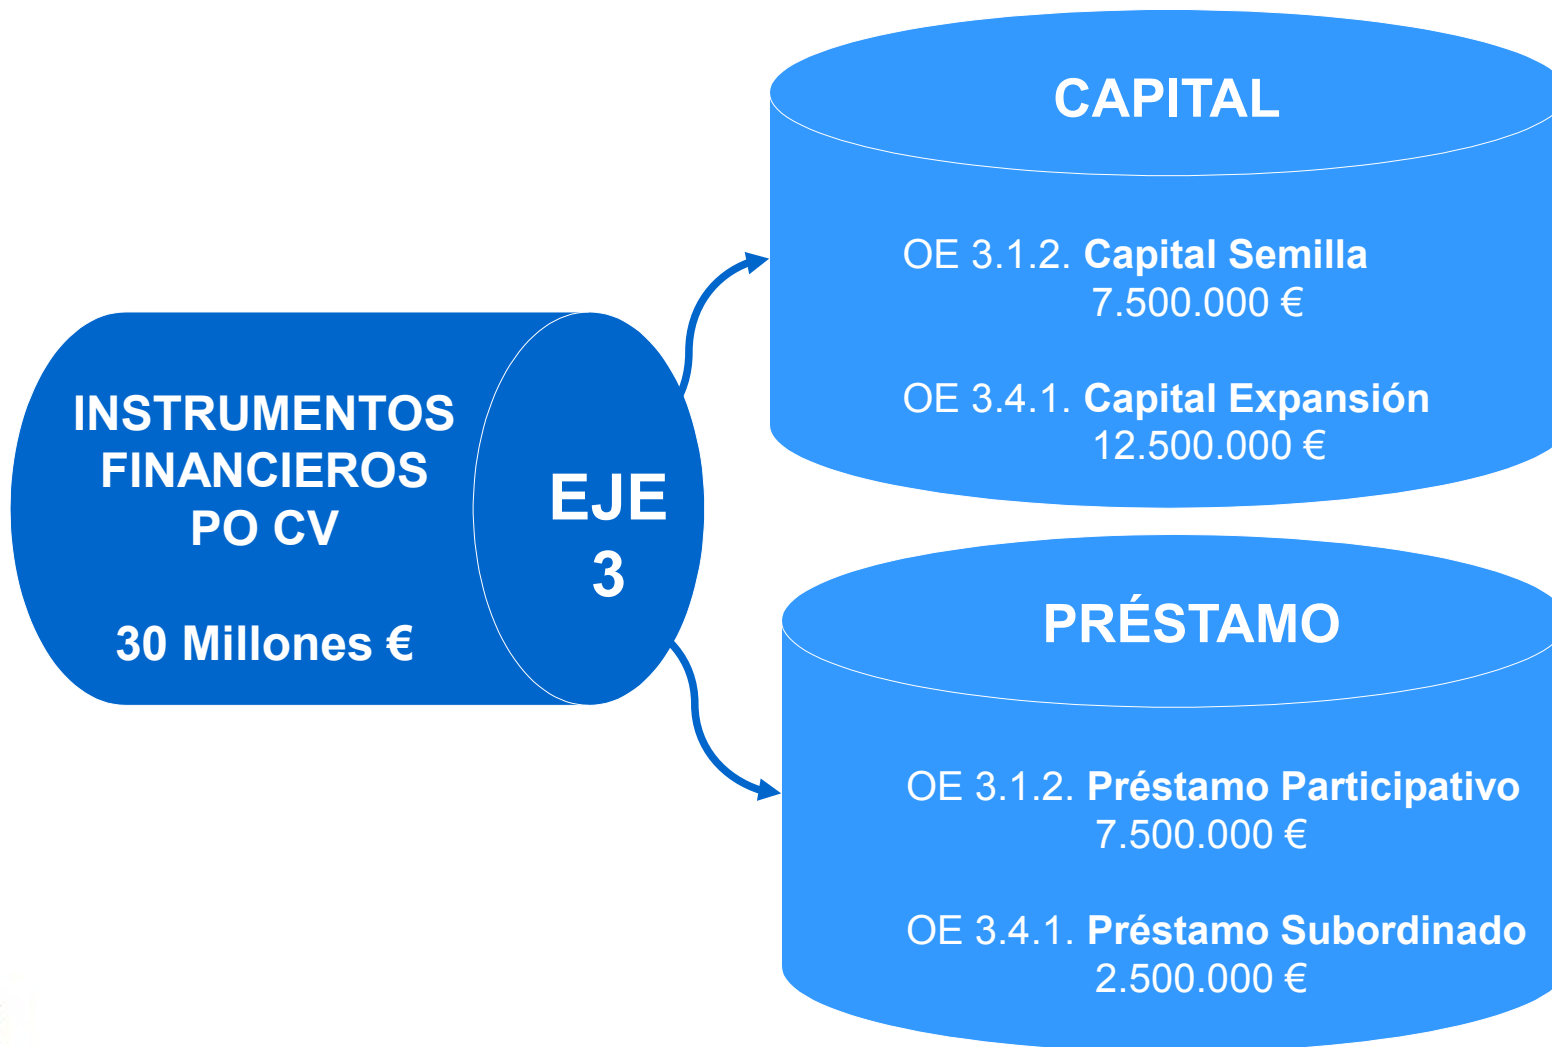 INSTRUMENTOS
FINANCIEROS
PO CV
30 Millones €
EJE
3
CAPITAL
OE 3.1.2. Capital Semilla
7.500.000 €
OE 3.4.1. Capital Expansión
12.500.000 €
PRÉSTAMO
OE 3.1.2. Préstamo Participativo
7.500.000 €
OE 3.4.1. Préstamo Subordinado
2.500.000 €